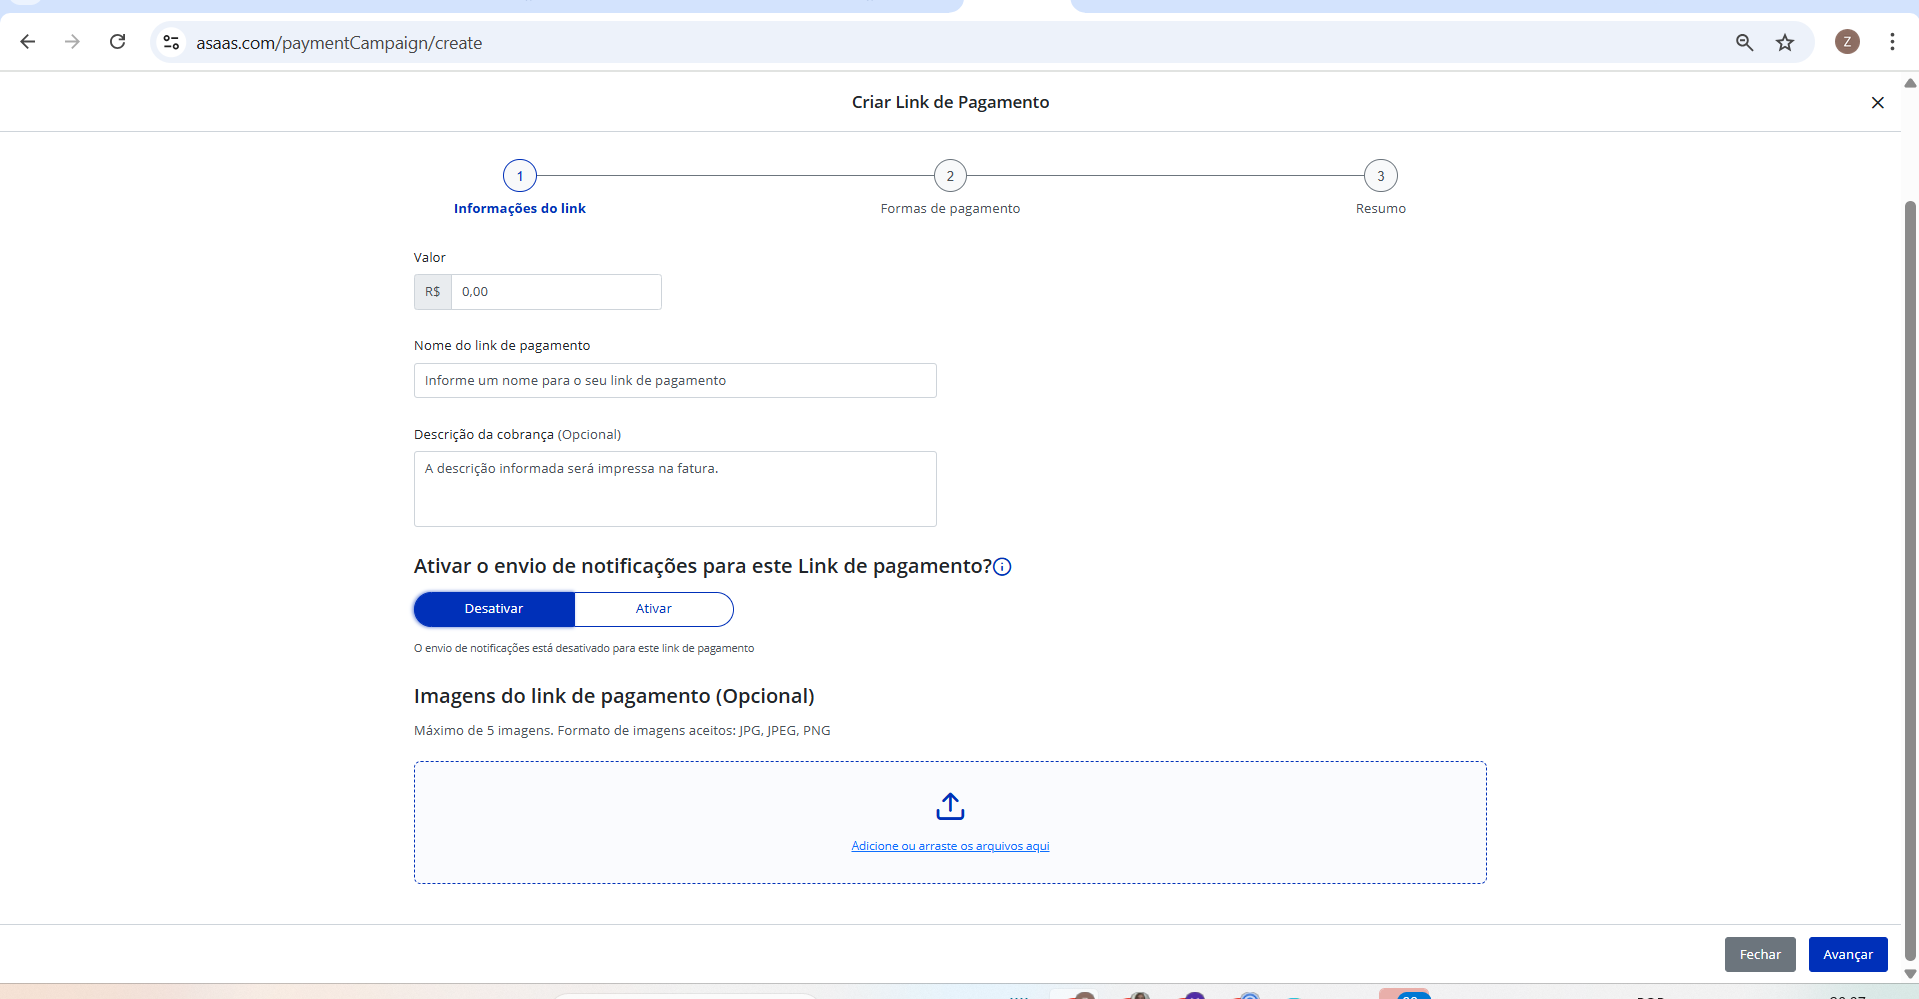 asaas.com/paymentCampaign/create
Z
Criar Link de Pagamento
1
2
3
Informações do link
Formas de pagamento
Resumo
Valor
R$ 0,00
Nome do link de pagamento
Informe um nome para o seu link de pagamento
Descrição da cobrança (Opcional)
A descrição informada será impressa na fatura.
Ativar o envio de notificações para este Link de pagamento?
Desativar Ativar
O envio de notificações está desativado para este link de pagamento
Imagens do link de pagamento (Opcional)
Máximo de 5 imagens. Formato de imagens aceitos: JPG, JPEG, PNG
Adicione ou arraste os arquivos aqui
Fechar Avançar